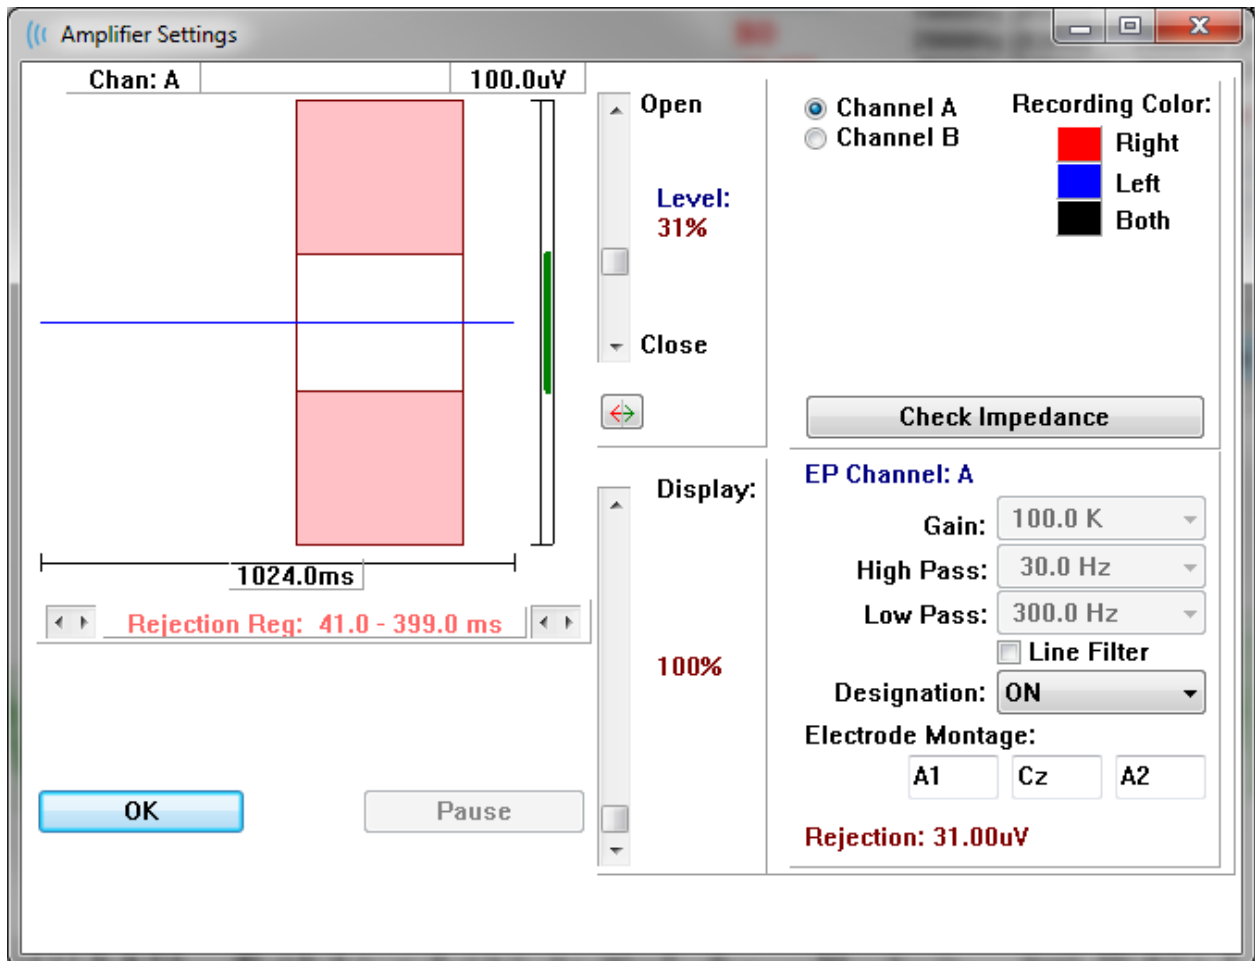 Amplifier Settings
Chan: A
100.0uV
Open
Level:
31%
Close
Channel A
Channel B
Recording Color:
Right
Left
Both
Check Impedance
1024.0ms
Rejection Reg: 41.0 - 399.0 ms
Display:
100%
EP Channel: A
Gain: 100.0 K
High Pass: 30.0 Hz
Low Pass: 300.0 Hz
Line Filter
Designation: ON
Electrode Montage:
A1 Cz A2
Rejection: 31.00uV
OK
Pause